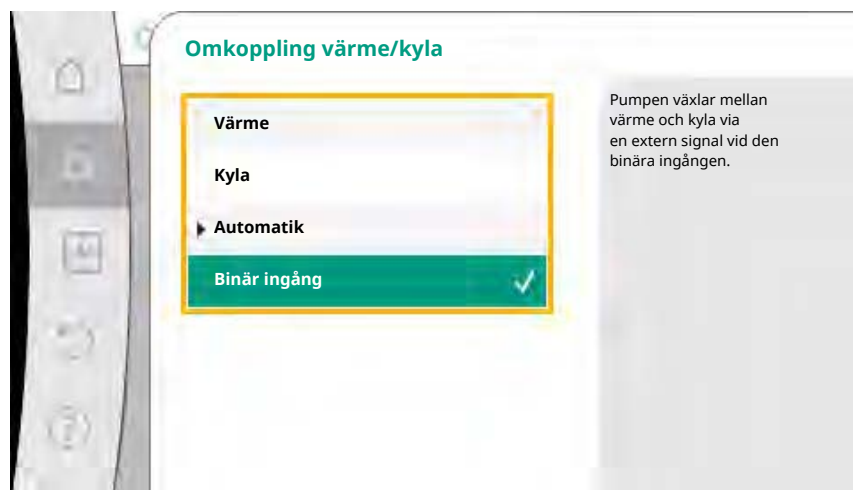 Omkoppling värme/kyla
Värme
Kyla
Automatik
Binär ingång
Pumpen växlar mellan
värme och kyla via
en extern signal vid den
binära ingången.